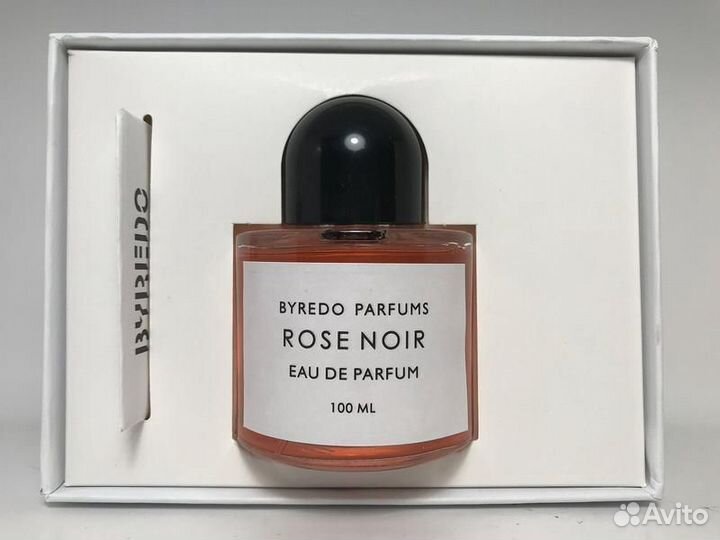 BYREDO
BYREDO PARFUMS
ROSE NOIR
EAU DE PARFUM
100 ML
Avito